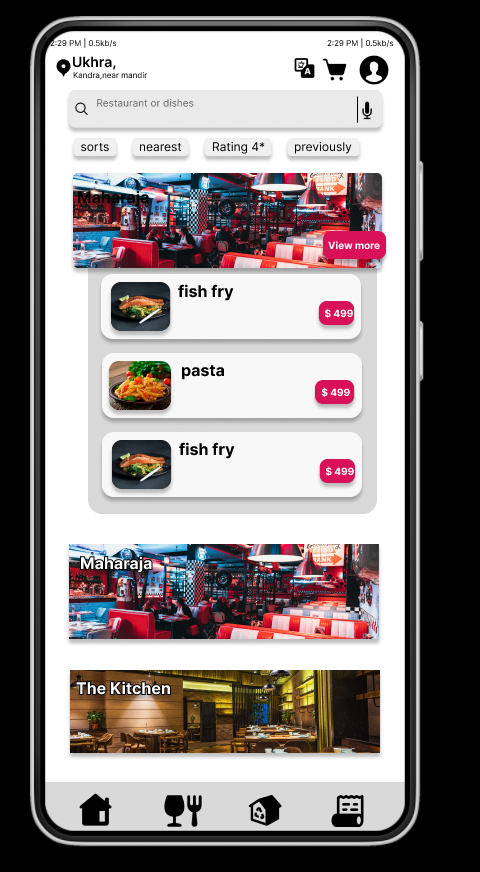 2:29 PM | 0.5kb/s 2:29 PM | 0.5kb/s
Ukhra,
Kandra,near mandir
A
Restaurant or dishes
sorts nearest Rating 4* previously
Maharaja
View more
fish fry
$ 499
pasta
$ 499
fish fry
$ 499
Maharaja
The Kitchen